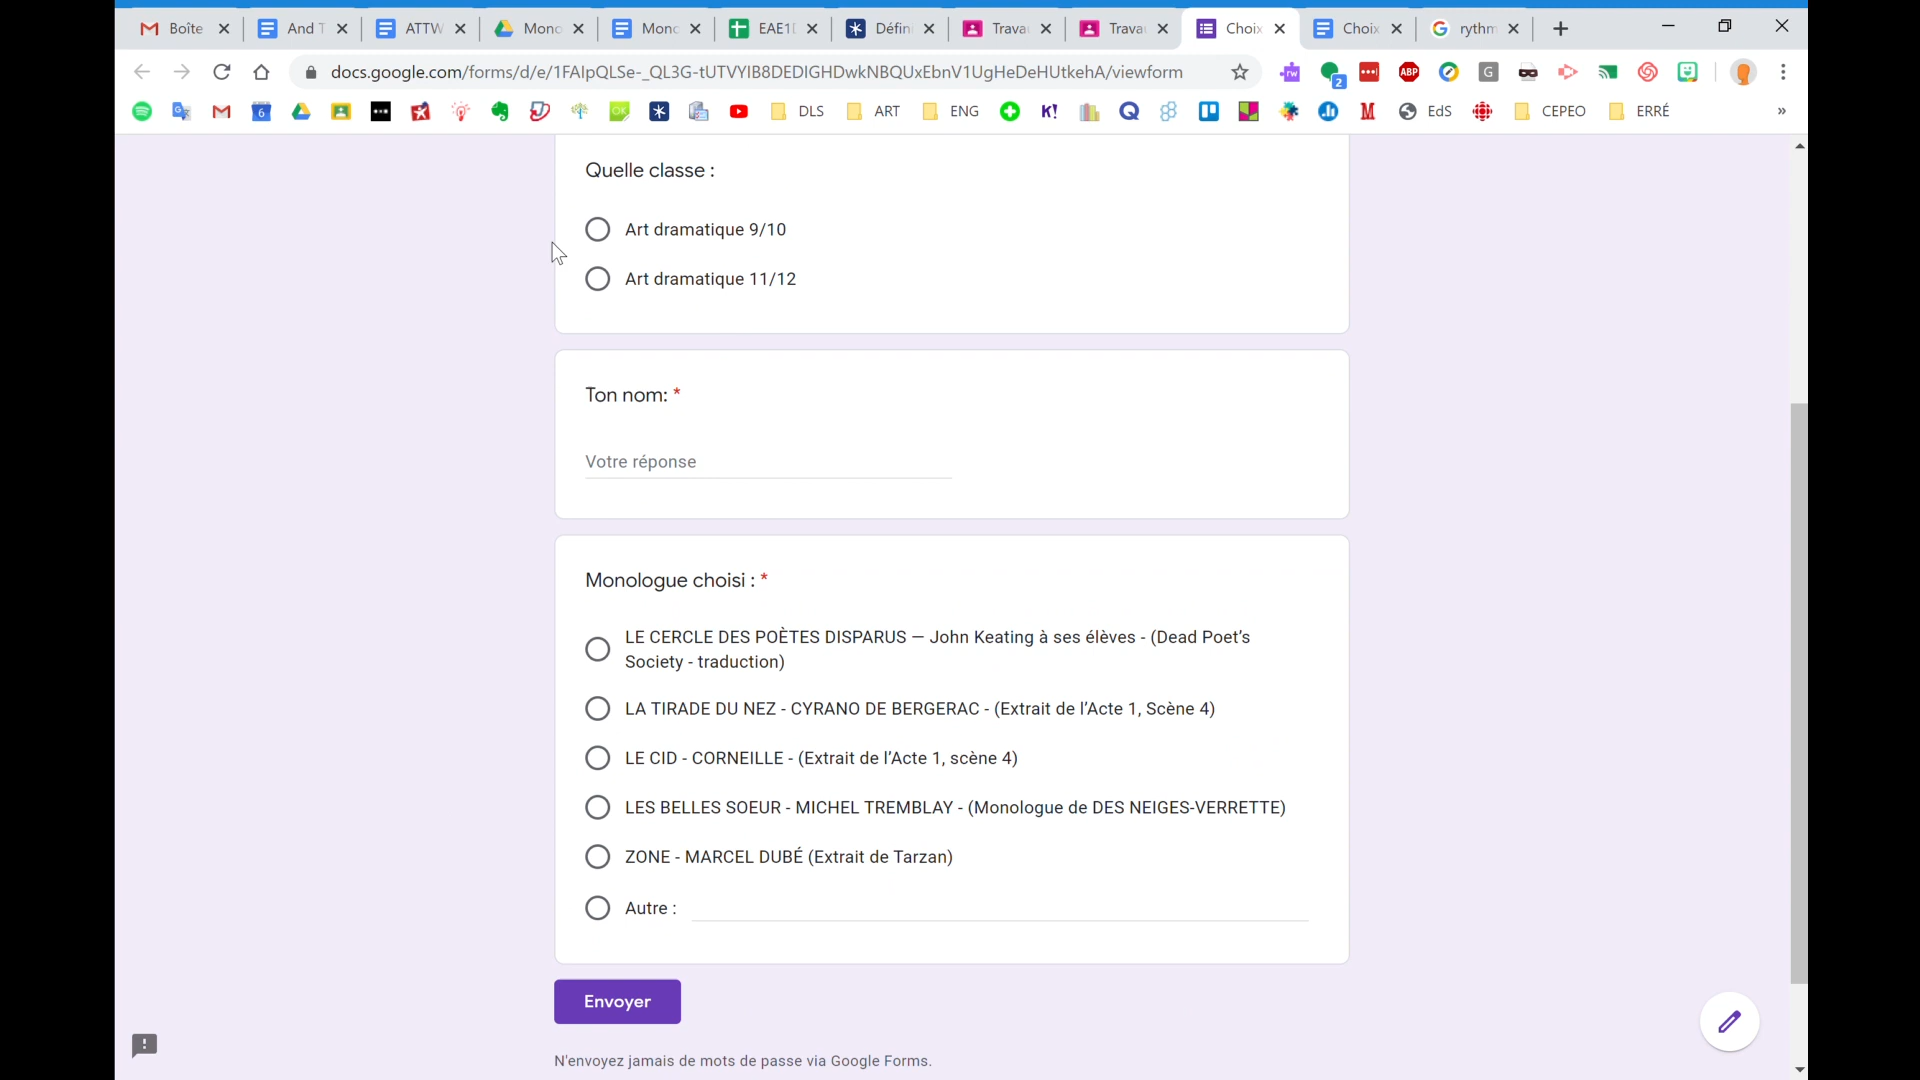 Boîte
And T
ATTW
Mono
Mono
EAE1
Défin
Trava
Trava
Choix
Choix
rythm
docs.google.com/forms/d/e/1FAIpQLSe-_QL3G-tUTVYIB8DEDIGHDwkNBQUxEbnV1UgHeDeHUtkehA/viewform
rw
2
ABP
G
6
OK
K!
DLS
ART
ENG
EdS
CEPEO
ERRÉ
»
Quelle classe :
Art dramatique 9/10
Art dramatique 11/12
Ton nom: *
Votre réponse
Monologue choisi : *
LE CERCLE DES POÈTES DISPARUS — John Keating à ses élèves - (Dead Poet's
Society - traduction)
LA TIRADE DU NEZ - CYRANO DE BERGERAC - (Extrait de l'Acte 1, Scène 4)
LE CID - CORNEILLE - (Extrait de l'Acte 1, scène 4)
LES BELLES SOEUR - MICHEL TREMBLAY - (Monologue de DES NEIGES-VERRETTE)
ZONE - MARCEL DUBÉ (Extrait de Tarzan)
Autre :
Envoyer
N'envoyez jamais de mots de passe via Google Forms.